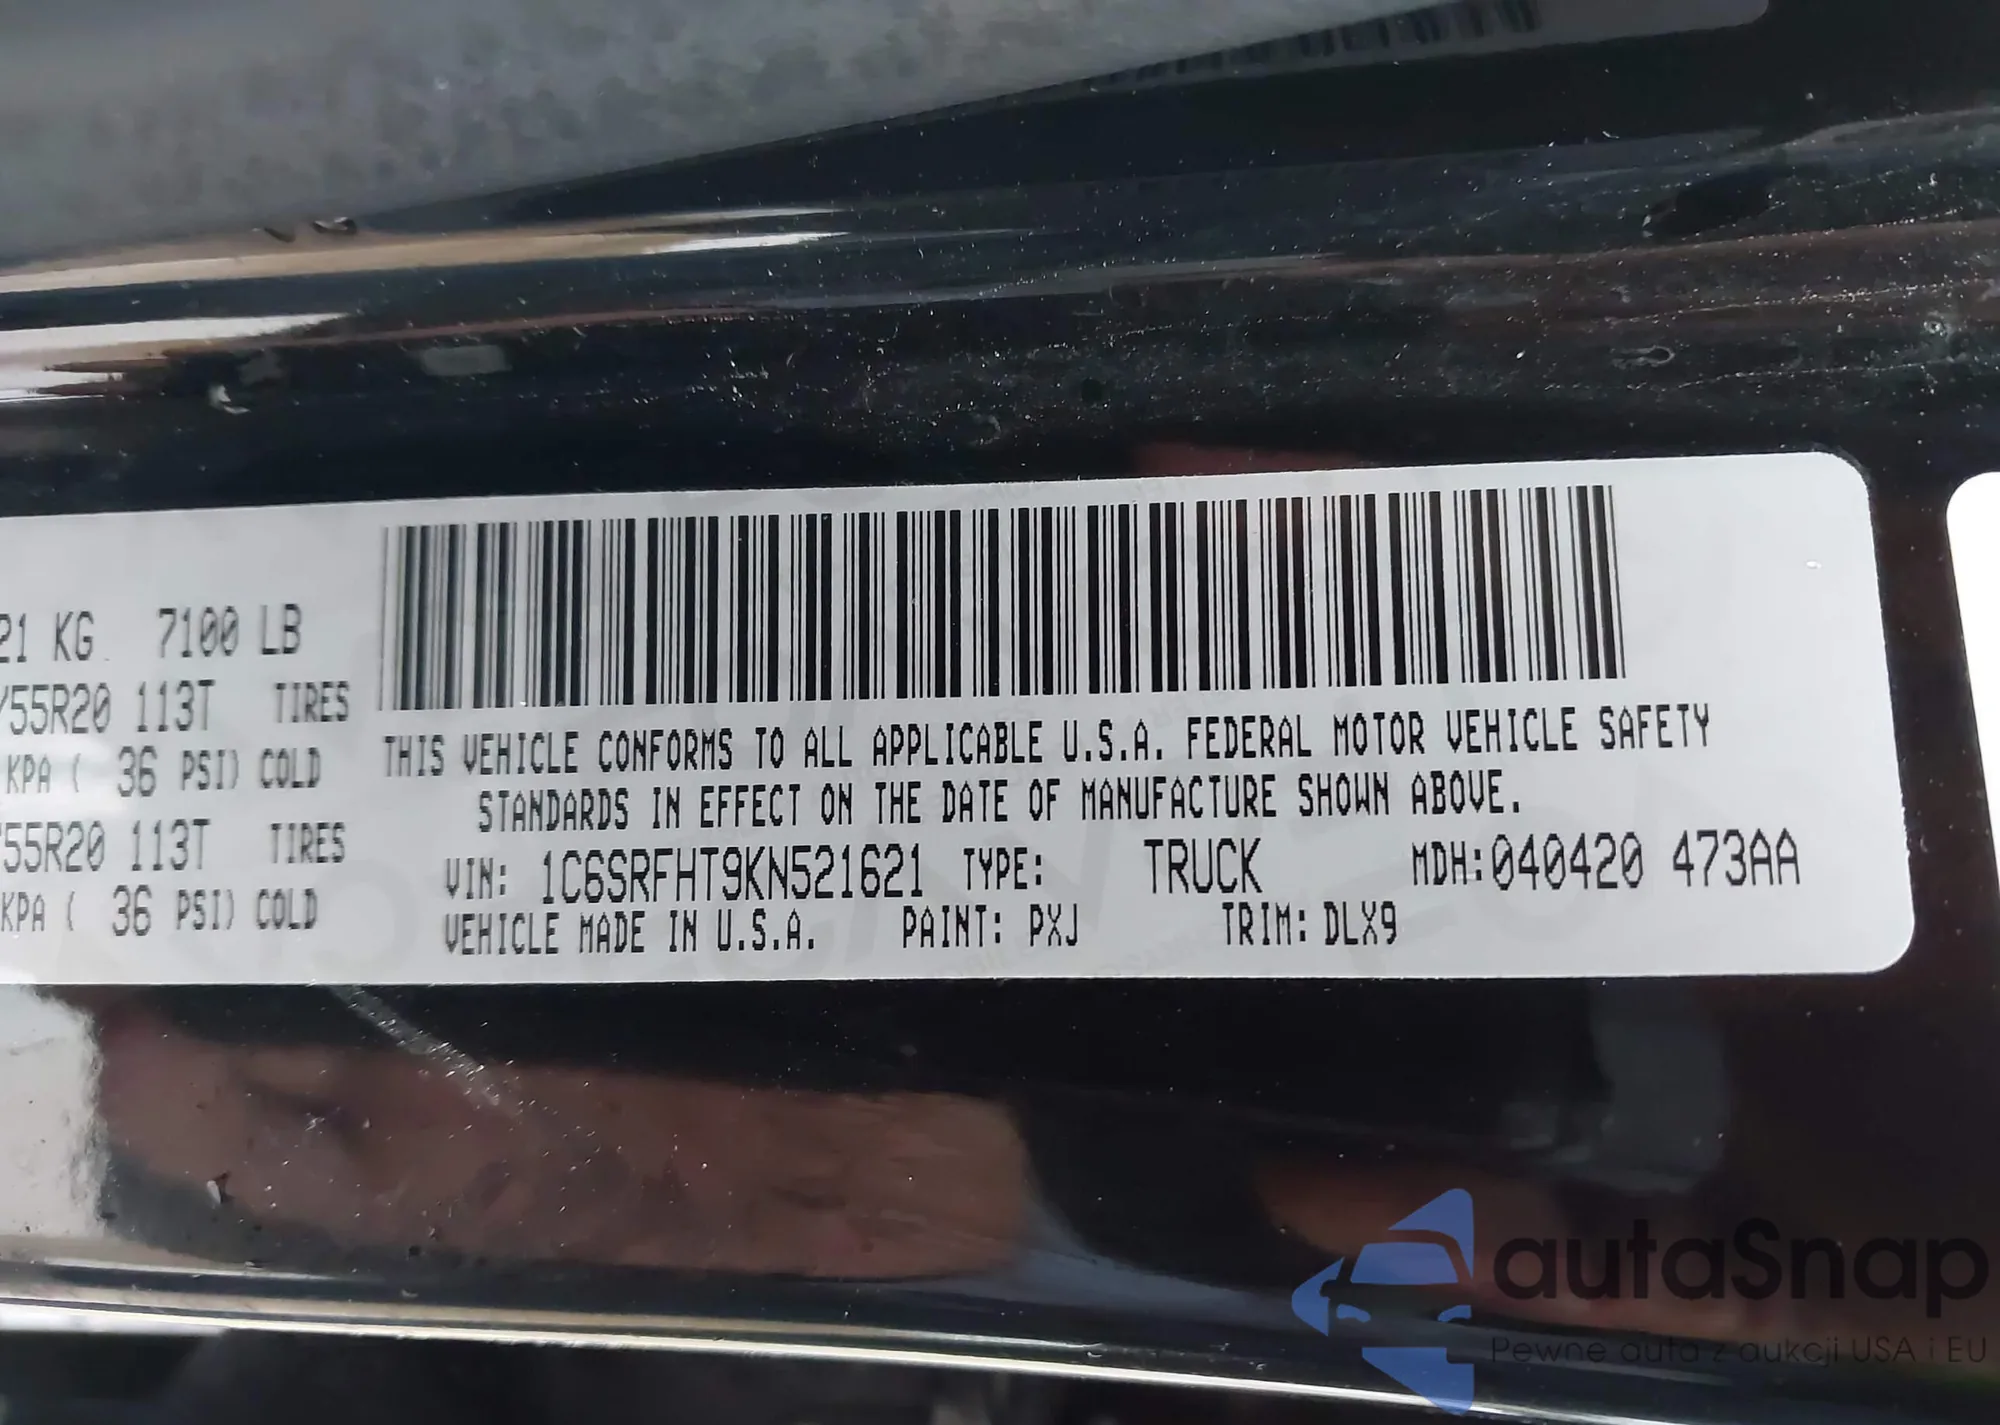 21 KG 7100 LB
/55R20 113T TIRES
KPA ( 36 PSI) COLD
55R20 113T TIRES
KPA ( 36 PSI) COLD
THIS VEHICLE CONFORMS TO ALL APPLICABLE U.S.A. FEDERAL MOTOR VEHICLE SAFETY
STANDARDS IN EFFECT ON THE DATE OF MANUFACTURE SHOWN ABOVE.
VIN: 1C6SRFHT9KN521621 TYPE: TRUCK MDH:040420 473AA
VEHICLE MADE IN U.S.A. PAINT: PXJ TRIM: DLX9
autaSnap
Pewne auta z aukcji USA i EU